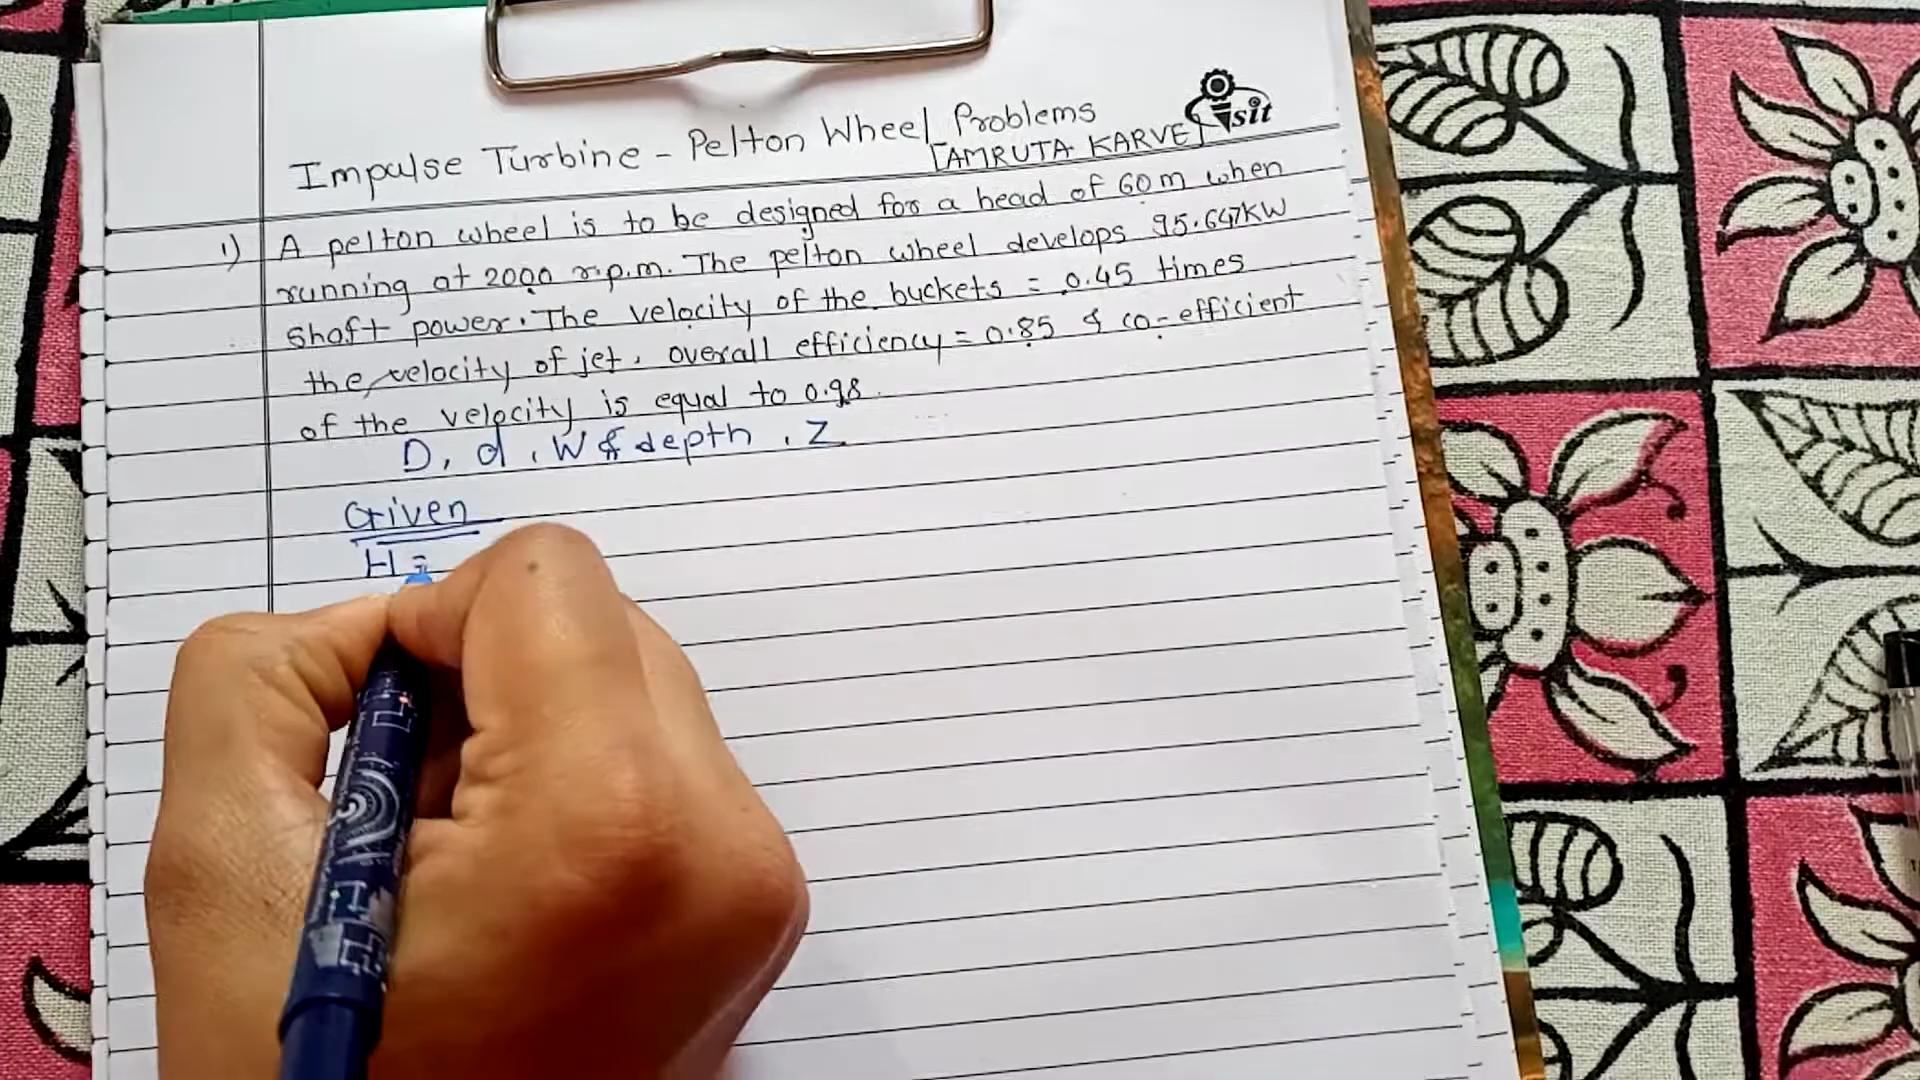 Impulse Turbine - Pelton Wheel Problems
[AMRUTA KARVE]
sit
1) A pelton wheel is to be designed for a head of 60m when
running at 2000 r.p.m. The pelton wheel develops 95.647KW
shaft power. The velocity of the buckets = 0.45 times
the velocity of jet, overall efficiency = 0.85 & co-efficient
of the velocity is equal to 0.98.
D, d, W & depth, Z
Given
H =